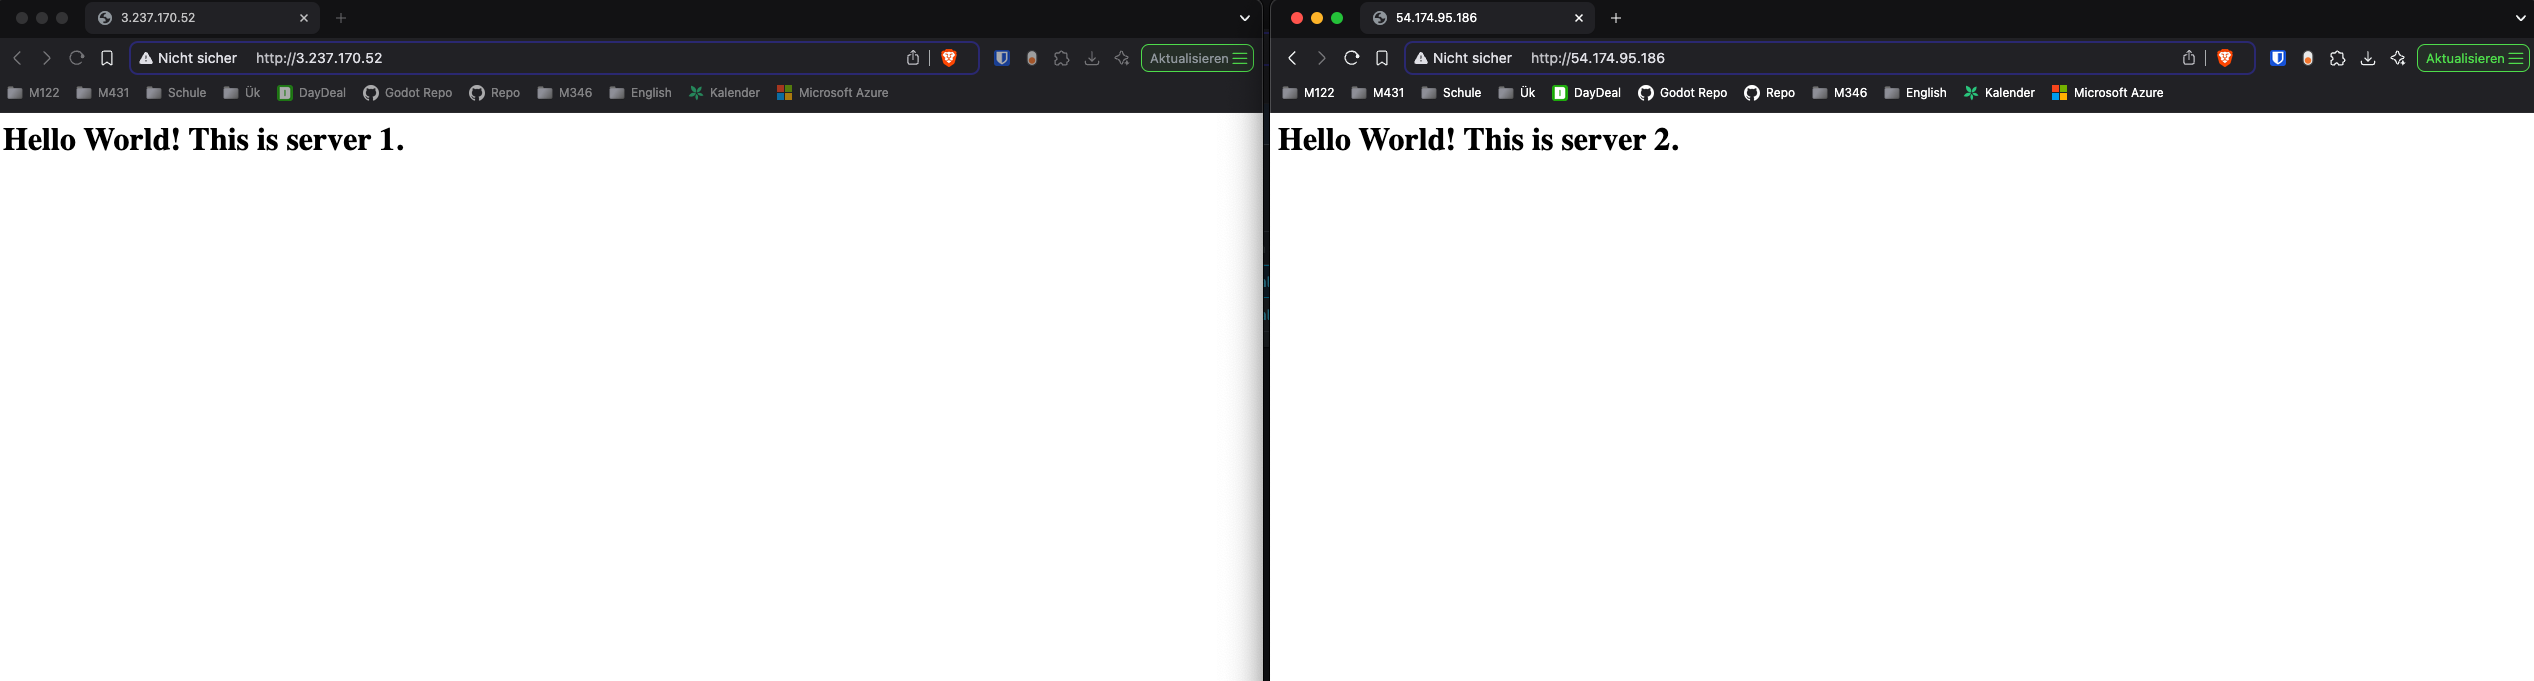 3.237.170.52
Nicht sicher http://3.237.170.52 Aktualisieren
M122 M431 Schule Ük DayDeal Godot Repo Repo M346 English Kalender Microsoft Azure
Hello World! This is server 1.
54.174.95.186
Nicht sicher http://54.174.95.186 Aktualisieren
M122 M431 Schule Ük DayDeal Godot Repo Repo M346 English Kalender Microsoft Azure
Hello World! This is server 2.